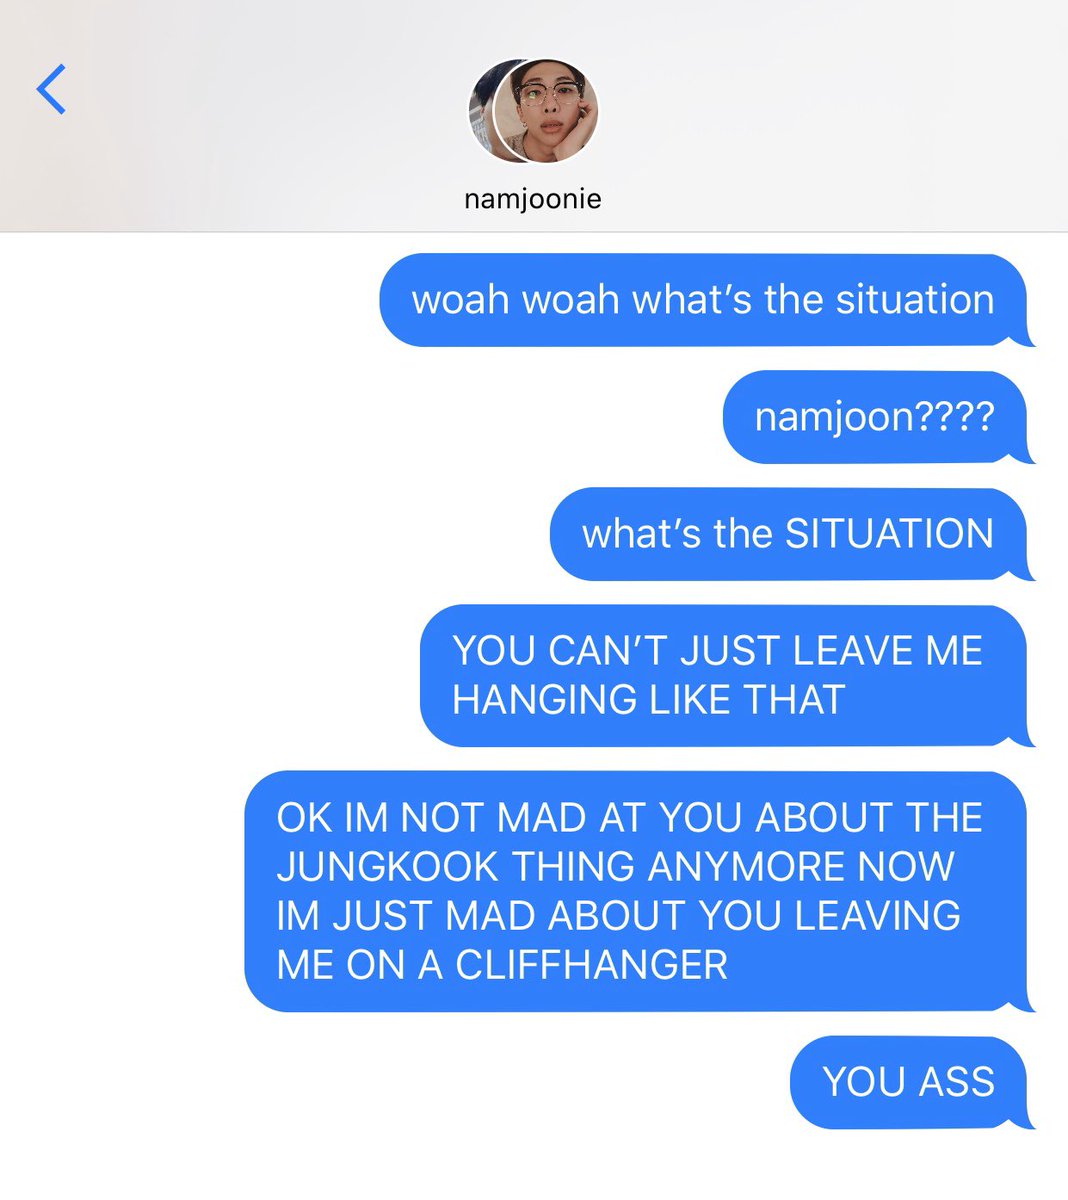 namjoonie
woah woah what’s the situation
namjoon????
what’s the SITUATION
YOU CAN’T JUST LEAVE ME
HANGING LIKE THAT
OK IM NOT MAD AT YOU ABOUT THE
JUNGKOOK THING ANYMORE NOW
IM JUST MAD ABOUT YOU LEAVING
ME ON A CLIFFHANGER
YOU ASS